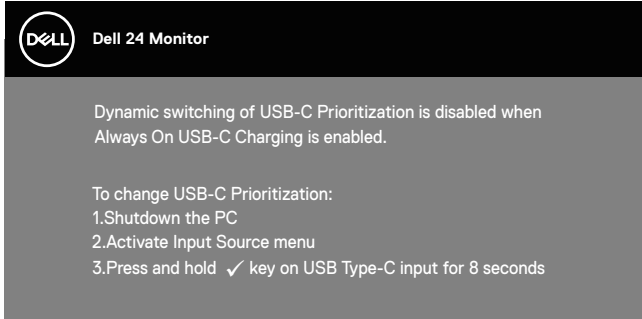 DELL
Dell 24 Monitor
Dynamic switching of USB-C Prioritization is disabled when
Always On USB-C Charging is enabled.
To change USB-C Prioritization:
1.Shutdown the PC
2.Activate Input Source menu
3.Press and hold ✓ key on USB Type-C input for 8 seconds